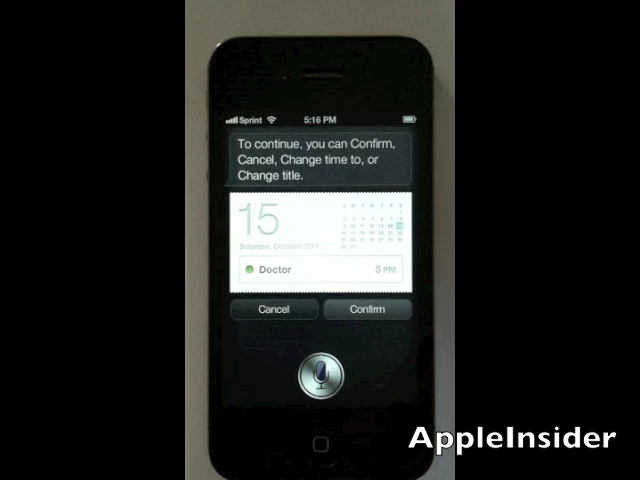 Sprint 5:16 PM
To continue, you can Confirm,
Cancel, Change time to, or
Change title.
15
Saturday, October 2011
Doctor 5 PM
Cancel Confirm
AppleInsider